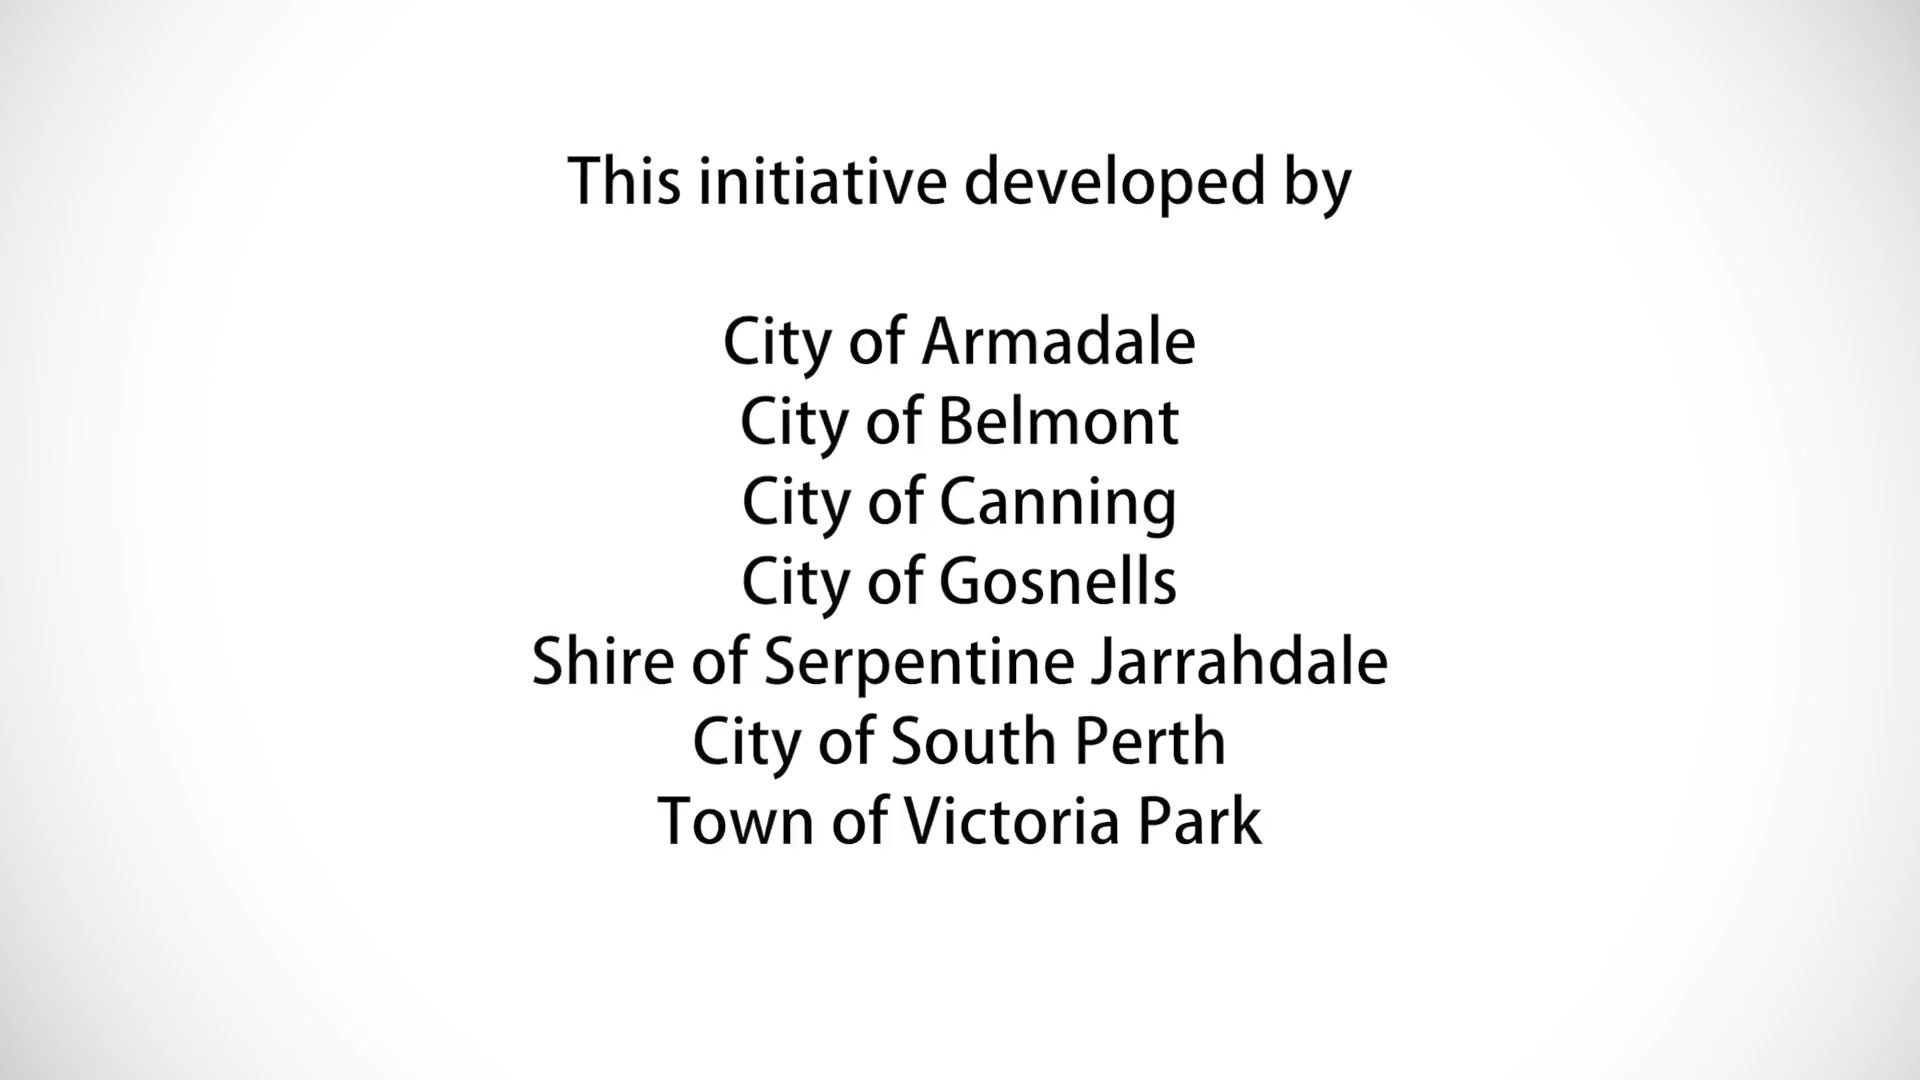 This initiative developed by
City of Armadale
City of Belmont
City of Canning
City of Gosnells
Shire of Serpentine Jarrahdale
City of South Perth
Town of Victoria Park